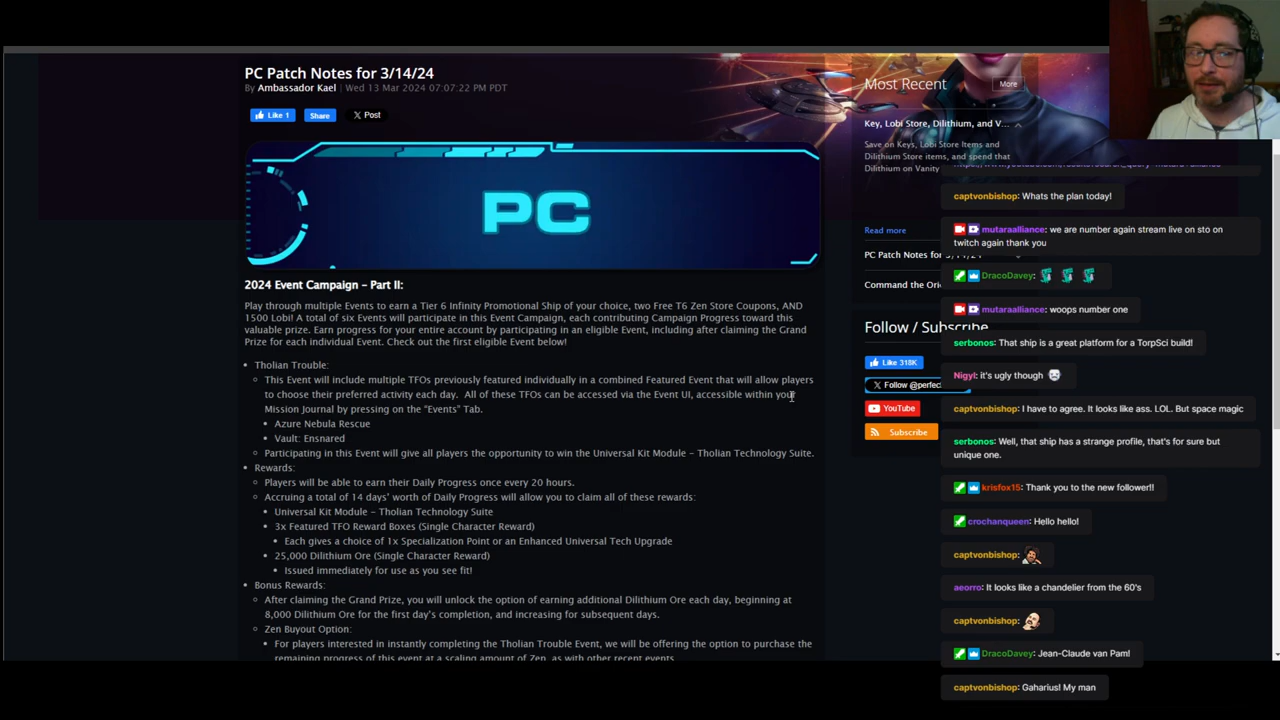 PC Patch Notes for 3/14/24
By Ambassador Kael | Wed 13 Mar 2024 07:07:22 PM PDT
Like 1
Share
X Post
PC
2024 Event Campaign – Part II:
Play through multiple Events to earn a Tier 6 Infinity Promotional Ship of your choice, two Free T6 Zen Store Coupons, AND
1500 Lobi! A total of six Events will participate in this Event Campaign, each contributing Campaign Progress toward this
valuable prize. Earn progress for your entire account by participating in an eligible Event, including after claiming the Grand
Prize for each individual Event. Check out the first eligible Event below!
• Tholian Trouble:
◦ This Event will include multiple TFOs previously featured individually in a combined Featured Event that will allow players
to choose their preferred activity each day.  All of these TFOs can be accessed via the Event UI, accessible within your
Mission Journal by pressing on the "Events" Tab.
▪ Azure Nebula Rescue
▪ Vault: Ensnared
◦ Participating in this Event will give all players the opportunity to win the Universal Kit Module – Tholian Technology Suite.
• Rewards:
◦ Players will be able to earn their Daily Progress once every 20 hours.
◦ Accruing a total of 14 days' worth of Daily Progress will allow you to claim all of these rewards:
▪ Universal Kit Module – Tholian Technology Suite
▪ 3x Featured TFO Reward Boxes (Single Character Reward)
▪ Each gives a choice of 1x Specialization Point or an Enhanced Universal Tech Upgrade
▪ 25,000 Dilithium Ore (Single Character Reward)
▪ Issued immediately for use as you see fit!
• Bonus Rewards:
◦ After claiming the Grand Prize, you will unlock the option of earning additional Dilithium Ore each day, beginning at
8,000 Dilithium Ore for the first day's completion, and increasing for subsequent days.
◦ Zen Buyout Option:
▪ For players interested in instantly completing the Tholian Trouble Event, we will be offering the option to purchase the
remaining progress of this event at a scaling amount of Zen, as with other recent events.
Most Recent
More
Key, Lobi Store, Dilithium, and V...
Save on Keys, Lobi Store Items and
Dilithium Store items, and spend that
Dilithium on Vanity
Read more
PC Patch Notes for 3/14/24
Command the Ori
Follow / Subscribe
Like 318K
X Follow @perfec
YouTube
Subscribe
captvonbishop: Whats the plan today!
mutaraalliance: we are number again stream live on sto on
twitch again thank you
DracoDavey:
mutaraalliance: woops number one
serbonos: That ship is a great platform for a TorpSci build!
Nigyl: it's ugly though
captvonbishop: I have to agree. It looks like ass. LOL. But space magic
serbonos: Well, that ship has a strange profile, that's for sure but
unique one.
krisfox15: Thank you to the new follower!!
crochanqueen: Hello hello!
captvonbishop:
aeorro: It looks like a chandelier from the 60's
captvonbishop:
DracoDavey: Jean-Claude van Pam!
captvonbishop: Gaharius! My man